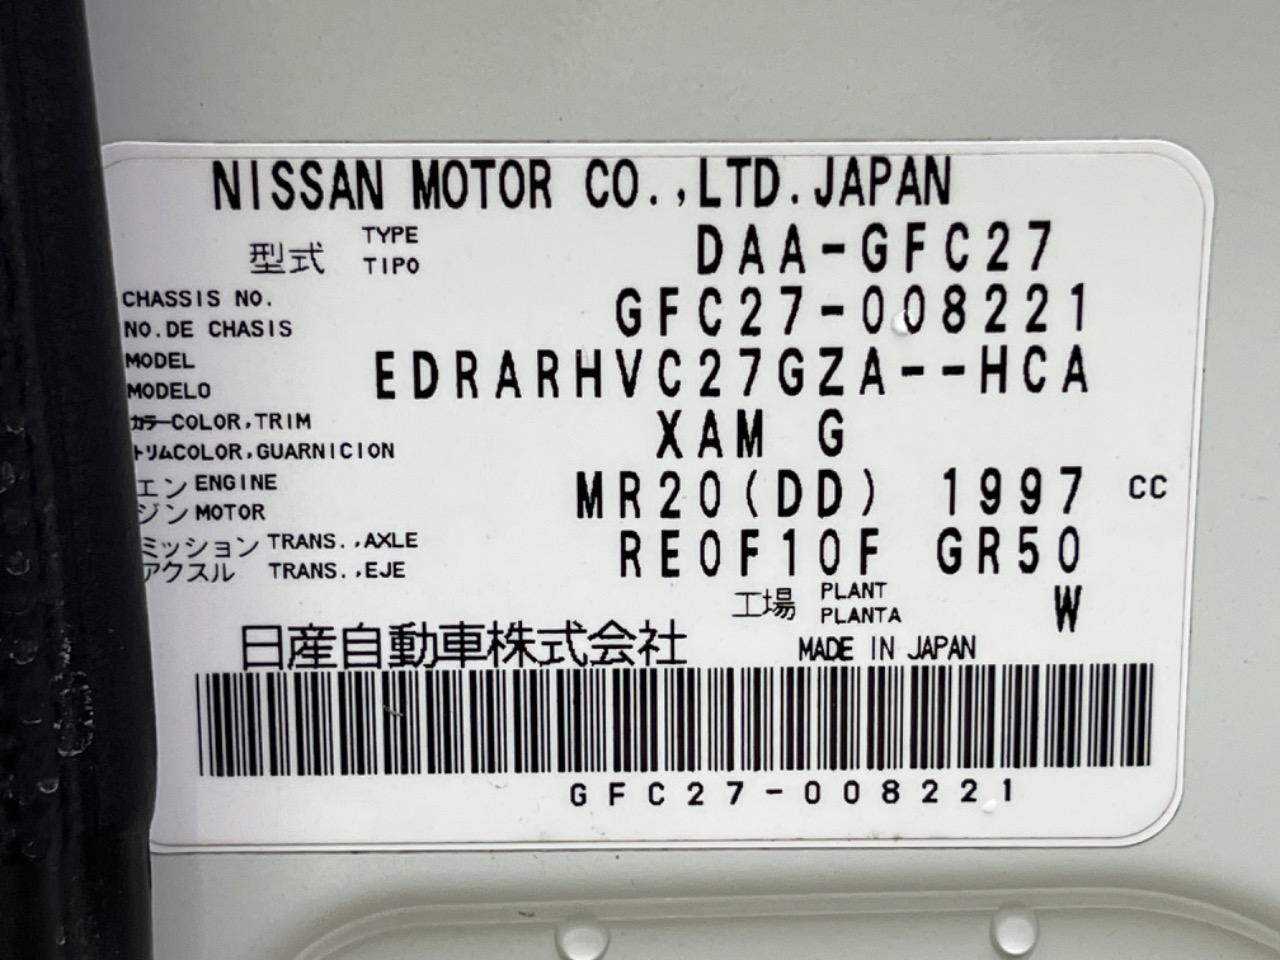 NISSAN MOTOR CO.,LTD.JAPAN
型式 TYPE TIPO DAA-GFC27
CHASSIS NO.
NO.DE CHASIS GFC27-008221
MODEL
MODELO EDRARHVC27GZA--HCA
カラーCOLOR,TRIM
トリムCOLOR,GUARNICION XAM G
エン ENGINE
ジン MOTOR MR20(DD) 1997 CC
ミッション TRANS.,AXLE
アクスル TRANS.,EJE RE0F10F GR50
工場 PLANT PLANTA W
日産自動車株式会社 MADE IN JAPAN
GFC27-008221